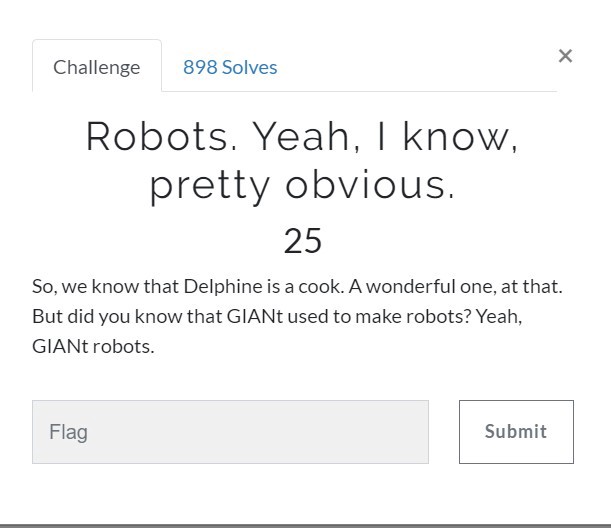 Challenge
898 Solves
×
Robots. Yeah, I know,
pretty obvious.
25
So, we know that Delphine is a cook. A wonderful one, at that.
But did you know that GIANt used to make robots? Yeah,
GIANt robots.
Flag
Submit